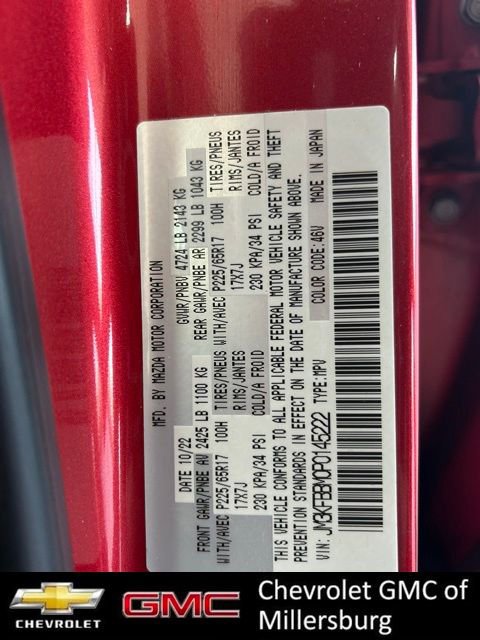 MFD. BY MAZDA MOTOR CORPORATION
DATE 10/22 GVWR/PNBV 4724 LB 2143 KG
FRONT GAWR/PNBE AV 2425 LB 1100 KG REAR GAWR/PNBE AR 2299 LB 1043 KG
WITH/AVEC P225/65R17 100H TIRES/PNEUS WITH/AVEC P225/65R17 100H TIRES/PNEUS
17X7J RIMS/JANTES 17X7J RIMS/JANTES
230 KPA/34 PSI COLD/A FROID 230 KPA/34 PSI COLD/A FROID
THIS VEHICLE CONFORMS TO ALL APPLICABLE FEDERAL MOTOR VEHICLE SAFETY AND THEFT
PREVENTION STANDARDS IN EFFECT ON THE DATE OF MANUFACTURE SHOWN ABOVE.
VIN: JM3KFBBM0P0145222 TYPE:MPV COLOR CODE:46V MADE IN JAPAN
CHEVROLET
GMC
Chevrolet GMC of
Millersburg